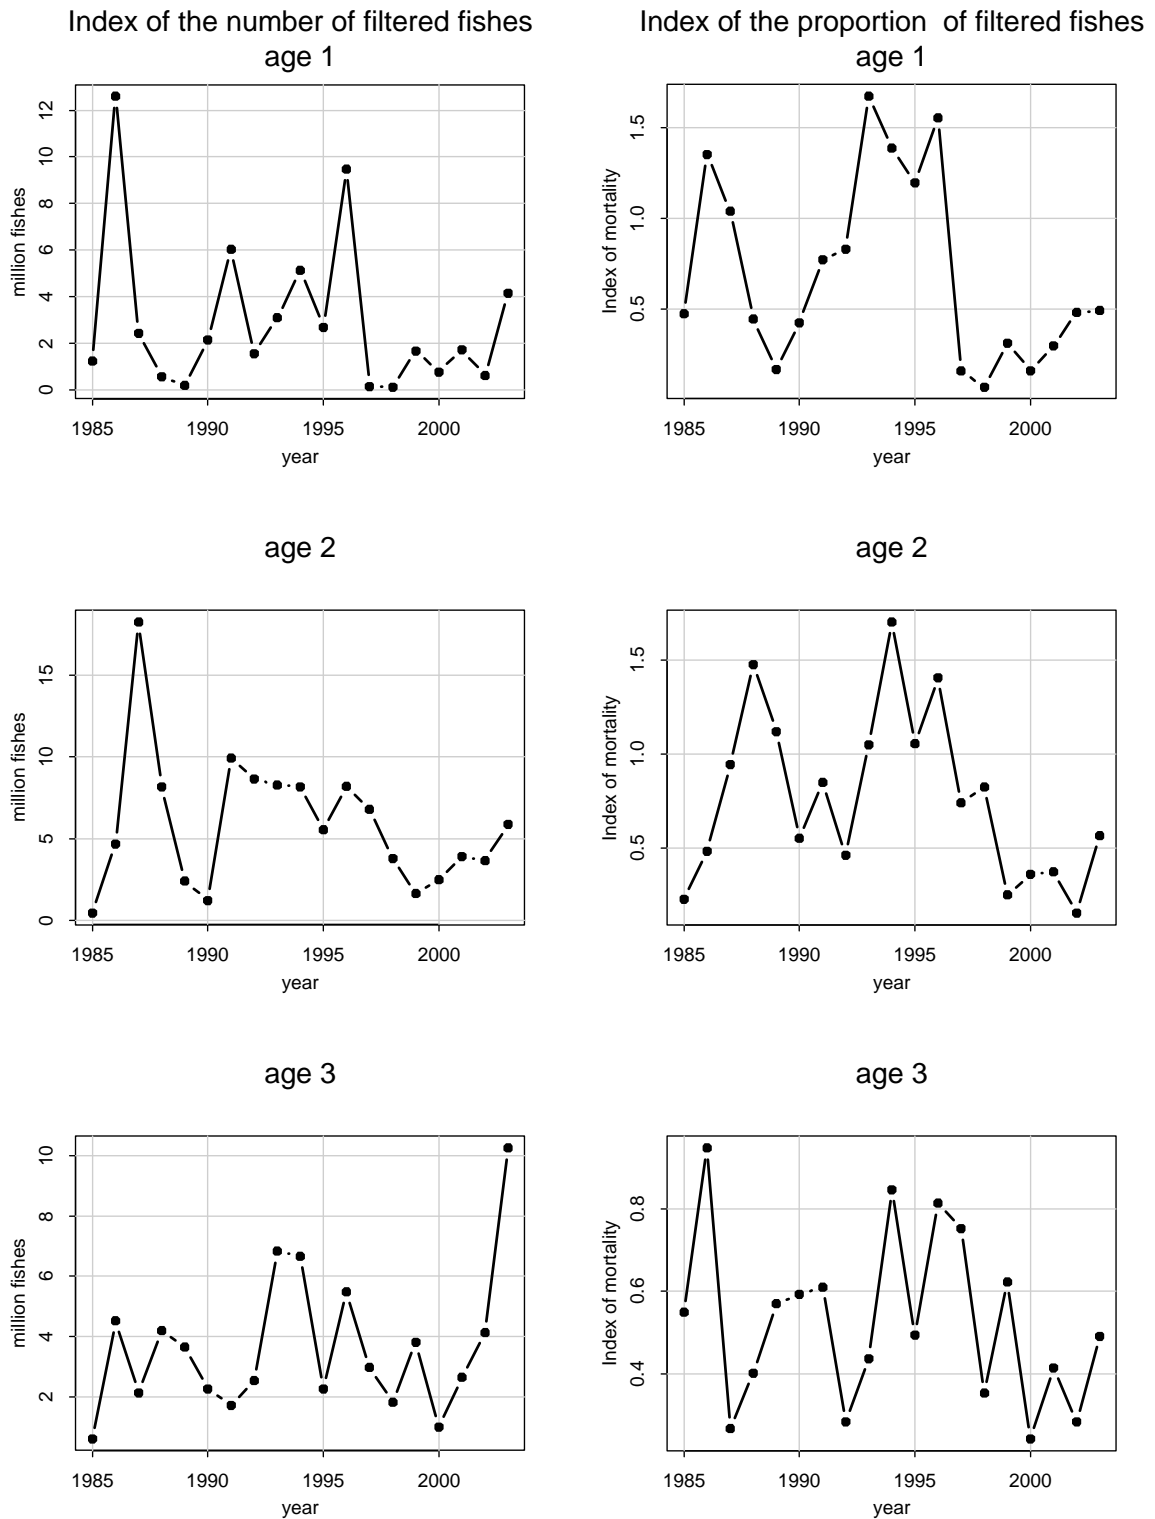 Index of the number of filtered fishes
age 1
million fishes
12
10
8
6
4
2
0
1985 1990 1995 2000
year
Index of the proportion  of filtered fishes
age 1
Index of mortality
1.5
1.0
0.5
1985 1990 1995 2000
year
age 2
million fishes
15
10
5
0
1985 1990 1995 2000
year
age 2
Index of mortality
1.5
1.0
0.5
1985 1990 1995 2000
year
age 3
million fishes
10
8
6
4
2
1985 1990 1995 2000
year
age 3
Index of mortality
0.8
0.6
0.4
1985 1990 1995 2000
year